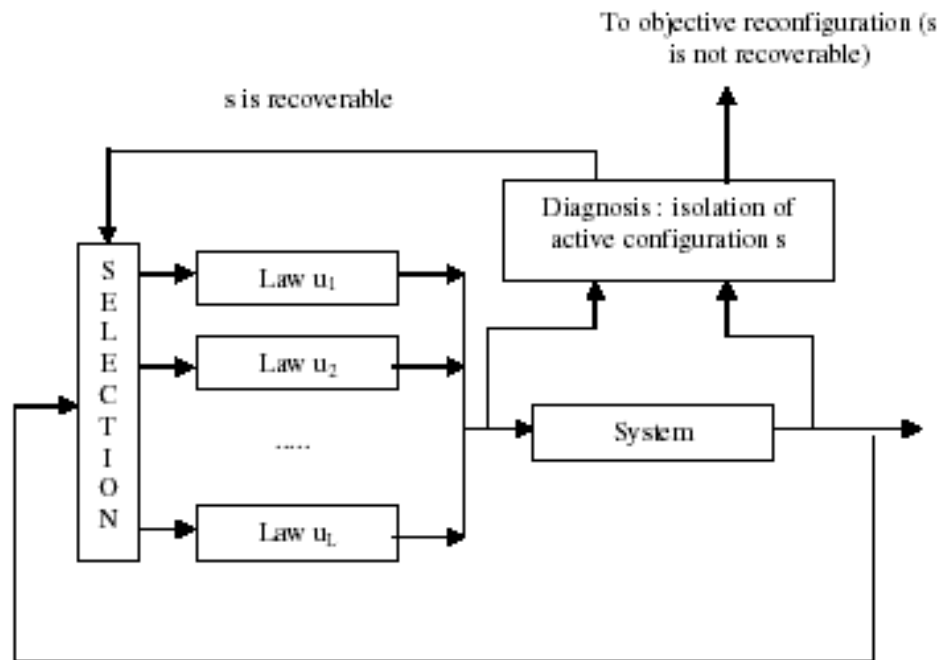 To objective reconfiguration (s
is not recoverable)
s is recoverable
Diagnosis : isolation of
active configuration s
S
E
L
E
C
T
I
O
N
Law u₁
Law u₂
.....
Law u_L
System